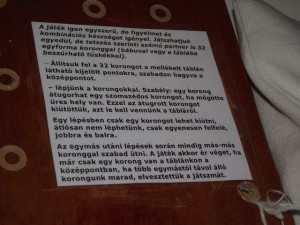 A játék igen egyszerű, de figyelmet és
kombinációs készséget igényel. Játszhatjuk
egyedül, de tetszés szerinti számú partner is 32
egyforma koronggal (bábuval vagy a táblába
beszúrható tüskékkel).
- Állítsuk fel a 32 korongot a mellékelt táblán
látható kijelölt pontokra, szabadon hagyva a
középpontot.
- lépjünk a korongokkal. Szabály: egy korong
átugorhat egy szomszédos korongot, ha mögötte
üres hely van. Ezzel az átugrott korongot
kiütöttük, azt le kell vennünk a tábláról.
Egy lépésben csak egy korongot lehet kiütni,
átlósan nem léphetünk, csak egyenesen felfelé,
jobbra és balra.
Az egymás utáni lépések során mindig más-más
koronggal szabad ütni. A játék akkor ér véget, ha
már csak egy korong van a táblánkon a
középpontban, ha több egymástól távol álló
korongunk marad, elvesztettük a játszmát.